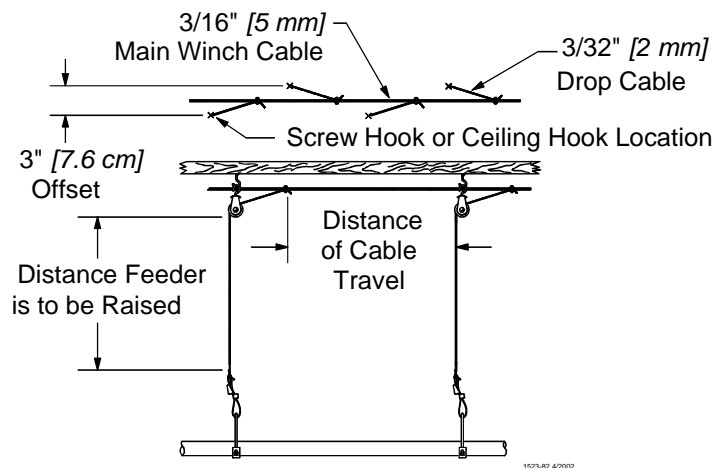 3/16" [5 mm]
Main Winch Cable
3/32" [2 mm]
Drop Cable
Screw Hook or Ceiling Hook Location
3" [7.6 cm]
Offset
Distance
of Cable
Travel
Distance Feeder
is to be Raised
1523-82 4/2002